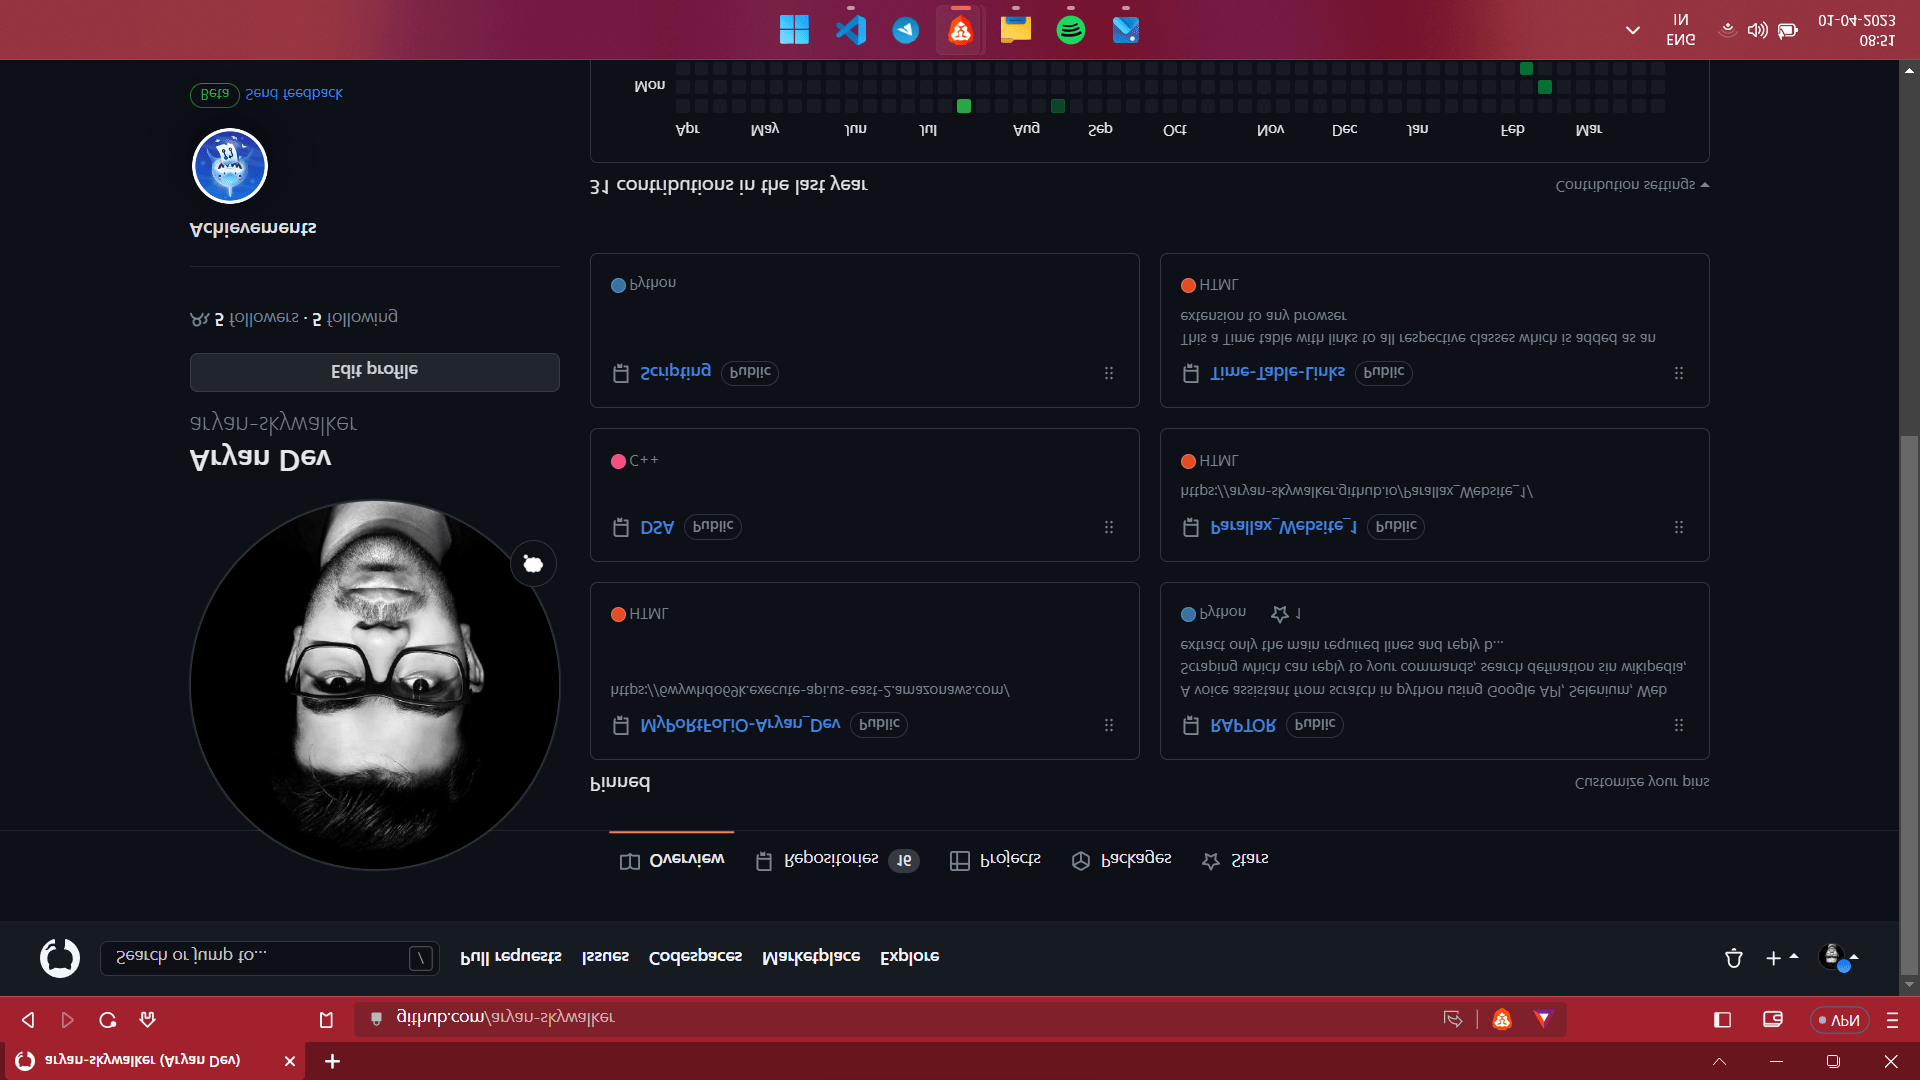 aryan-skywalker (Aryan Dev)
github.com/aryan-skywalker
VPN
Search or jump to...
/
Pull requests
Issues
Codespaces
Marketplace
Explore
Overview
Repositories 16
Projects
Packages
Stars
Aryan Dev
aryan-skywalker
Edit profile
5 followers · 5 following
Achievements
Beta Send feedback
Pinned
Customize your pins
MyPoRtFoLiO-Aryan_Dev Public
https://6wywhdo69k.execute-api.us-east-2.amazonaws.com/
HTML
RAPTOR Public
A voice assistant from scratch in python using Google API, Selenium, Web
Scraping which can reply to your commands, search defination sin wikipedia,
extract only the main required lines and reply b...
Python 1
DSA Public
C++
Parallax_Website_1 Public
https://aryan-skywalker.github.io/Parallax_Website_1/
HTML
Scripting Public
Python
Time-Table-Links Public
This a Time table with links to all respective classes which is added as an
extension to any browser
HTML
31 contributions in the last year
Contribution settings
Apr May Jun Jul Aug Sep Oct Nov Dec Jan Feb Mar
Mon
ENG
IN
08:51
01-04-2023